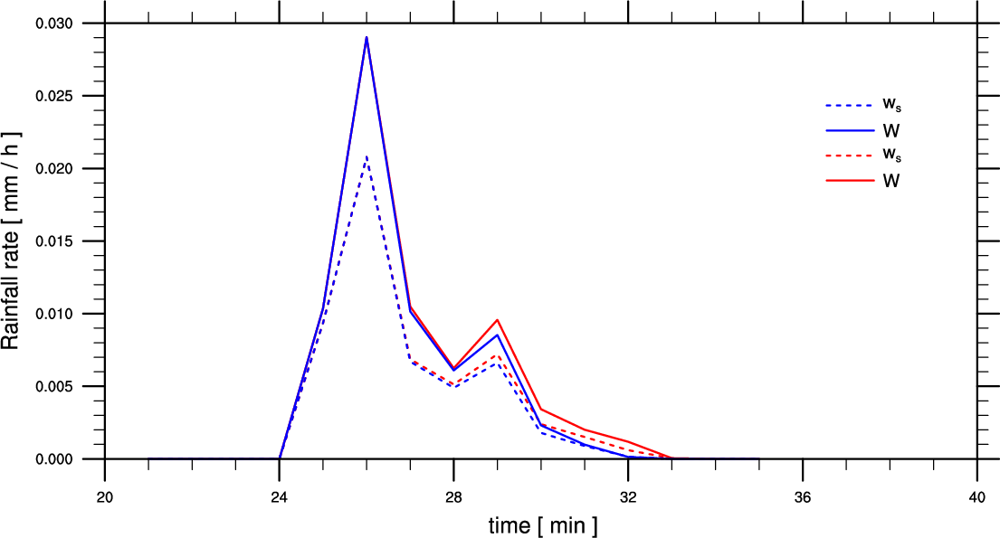 0.030
0.025
0.020
0.015
0.010
0.005
0.000
Rainfall rate [ mm / h ]
ws
W
ws
W
20 24 28 32 36 40
time [ min ]